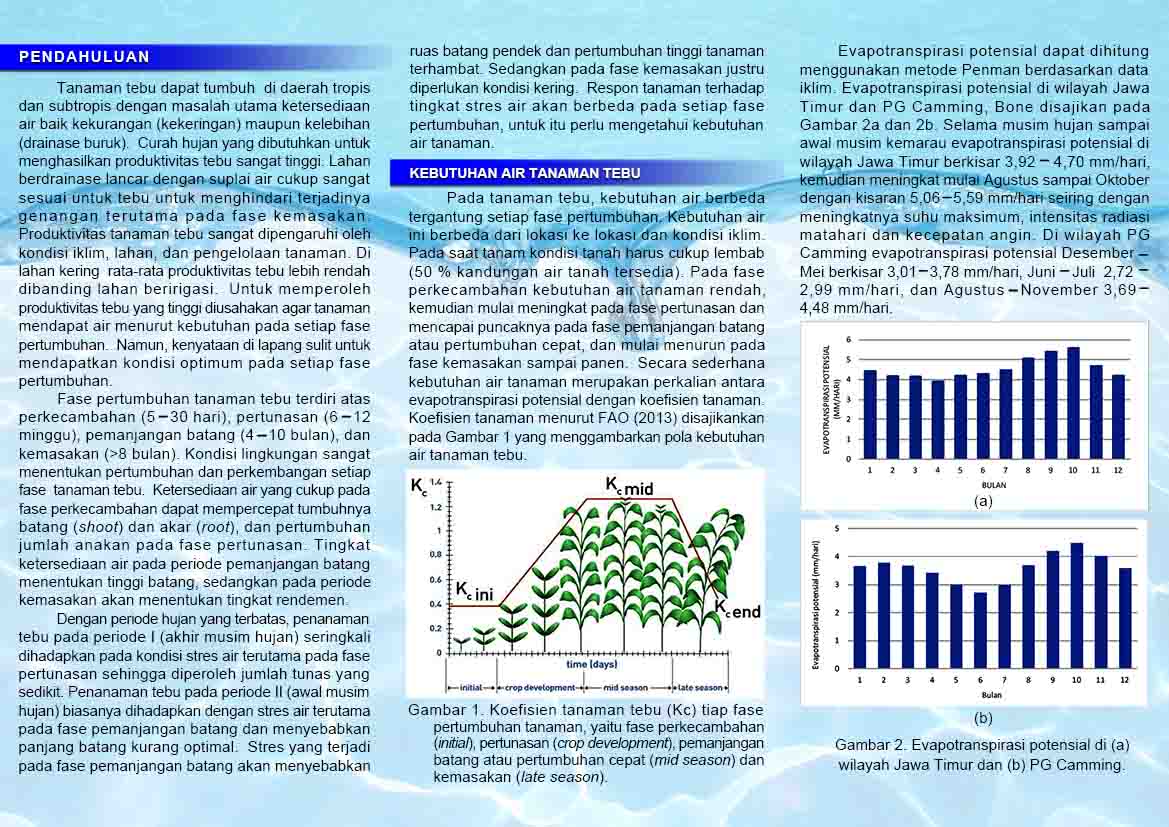 PENDAHULUAN
Tanaman tebu dapat tumbuh di daerah tropis
dan subtropis dengan masalah utama ketersediaan
air baik kekurangan (kekeringan) maupun kelebihan
(drainase buruk). Curah hujan yang dibutuhkan untuk
menghasilkan produktivitas tebu sangat tinggi. Lahan
berdrainase lancar dengan suplai air cukup sangat
sesuai untuk tebu untuk menghindari terjadinya
genangan terutama pada fase kemasakan.
Produktivitas tanaman tebu sangat dipengaruhi oleh
kondisi iklim, lahan, dan pengelolaan tanaman. Di
lahan kering rata-rata produktivitas tebu lebih rendah
dibanding lahan beririgasi. Untuk memperoleh
produktivitas tebu yang tinggi diusahakan agar tanaman
mendapat air menurut kebutuhan pada setiap fase
pertumbuhan. Namun, kenyataan di lapang sulit untuk
mendapatkan kondisi optimum pada setiap fase
pertumbuhan.
Fase pertumbuhan tanaman tebu terdiri atas
perkecambahan (5−30 hari), pertunasan (6−12
minggu), pemanjangan batang (4−10 bulan), dan
kemasakan (>8 bulan). Kondisi lingkungan sangat
menentukan pertumbuhan dan perkembangan setiap
fase tanaman tebu. Ketersediaan air yang cukup pada
fase perkecambahan dapat mempercepat tumbuhnya
batang (shoot) dan akar (root), dan pertumbuhan
jumlah anakan pada fase pertunasan. Tingkat
ketersediaan air pada periode pemanjangan batang
menentukan tinggi batang, sedangkan pada periode
kemasakan akan menentukan tingkat rendemen.
Dengan periode hujan yang terbatas, penanaman
tebu pada periode I (akhir musim hujan) seringkali
dihadapkan pada kondisi stres air terutama pada fase
pertunasan sehingga diperoleh jumlah tunas yang
sedikit. Penanaman tebu pada periode II (awal musim
hujan) biasanya dihadapkan dengan stres air terutama
pada fase pemanjangan batang dan menyebabkan
panjang batang kurang optimal. Stres yang terjadi
pada fase pemanjangan batang akan menyebabkan
ruas batang pendek dan pertumbuhan tinggi tanaman
terhambat. Sedangkan pada fase kemasakan justru
diperlukan kondisi kering. Respon tanaman terhadap
tingkat stres air akan berbeda pada setiap fase
pertumbuhan, untuk itu perlu mengetahui kebutuhan
air tanaman.
KEBUTUHAN AIR TANAMAN TEBU
Pada tanaman tebu, kebutuhan air berbeda
tergantung setiap fase pertumbuhan. Kebutuhan air
ini berbeda dari lokasi ke lokasi dan kondisi iklim.
Pada saat tanam kondisi tanah harus cukup lembab
(50 % kandungan air tanah tersedia). Pada fase
perkecambahan kebutuhan air tanaman rendah,
kemudian mulai meningkat pada fase pertunasan dan
mencapai puncaknya pada fase pemanjangan batang
atau pertumbuhan cepat, dan mulai menurun pada
fase kemasakan sampai panen. Secara sederhana
kebutuhan air tanaman merupakan perkalian antara
evapotranspirasi potensial dengan koefisien tanaman.
Koefisien tanaman menurut FAO (2013) disajikankan
pada Gambar 1 yang menggambarkan pola kebutuhan
air tanaman tebu.
Kc
1.4
1.2
1
0.8
0.6
0.4
0.2
0
Kc ini
Kc mid
Kc end
time (days)
initial crop development mid season late season
Gambar 1. Koefisien tanaman tebu (Kc) tiap fase
pertumbuhan tanaman, yaitu fase perkecambahan
(initial), pertunasan (crop development), pemanjangan
batang atau pertumbuhan cepat (mid season) dan
kemasakan (late season).
Evapotranspirasi potensial dapat dihitung
menggunakan metode Penman berdasarkan data
iklim. Evapotranspirasi potensial di wilayah Jawa
Timur dan PG Camming, Bone disajikan pada
Gambar 2a dan 2b. Selama musim hujan sampai
awal musim kemarau evapotranspirasi potensial di
wilayah Jawa Timur berkisar 3,92 − 4,70 mm/hari,
kemudian meningkat mulai Agustus sampai Oktober
dengan kisaran 5,06−5,59 mm/hari seiring dengan
meningkatnya suhu maksimum, intensitas radiasi
matahari dan kecepatan angin. Di wilayah PG
Camming evapotranspirasi potensial Desember −
Mei berkisar 3,01−3,78 mm/hari, Juni −Juli 2,72 −
2,99 mm/hari, dan Agustus−November 3,69−
4,48 mm/hari.
EVAPOTRANSPIRASI POTENSIAL
(MM/HARI)
6
5
4
3
2
1
0
1 2 3 4 5 6 7 8 9 10 11 12
BULAN
(a)
Evapotranspirasi potensial (mm/hari)
5
4
3
2
1
0
1 2 3 4 5 6 7 8 9 10 11 12
Bulan
(b)
Gambar 2. Evapotranspirasi potensial di (a)
wilayah Jawa Timur dan (b) PG Camming.